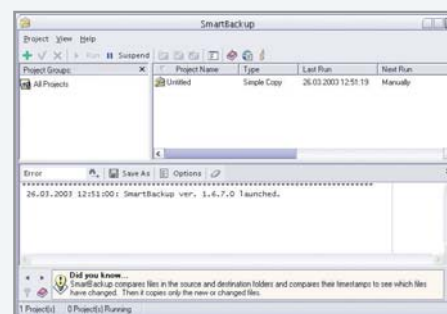 SmartBackup
Project View Help
Run Suspend
Project Groups: Project Name Type Last Run Next Run
All Projects Untitled Simple Copy 26.03.2003 12:51:19 Manually
Error Save As Options
26.03.2003 12:51:00: SmartBackup ver. 1.6.7.0 launched.
Did you know...
SmartBackup compares files in the source and destination folders and compares their timestamps to see which files
have changed. Then it copies only the new or changed files.
1 Project(s) 0 Project(s) Running